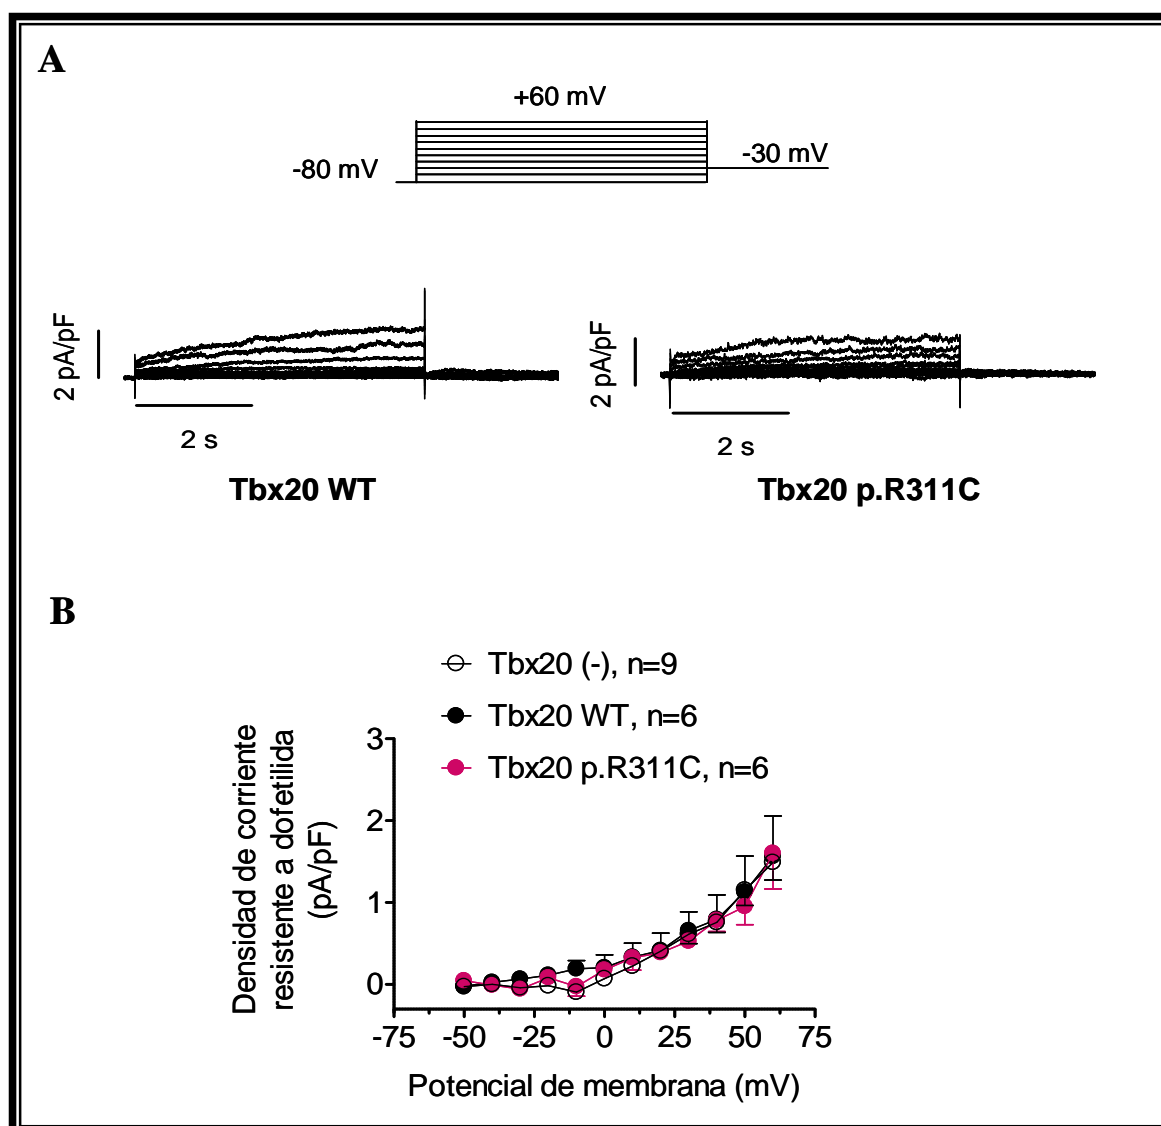 A
+60 mV
-80 mV
-30 mV
2 pA/pF
2 s
Tbx20 WT
2 pA/pF
2 s
Tbx20 p.R311C
B
Tbx20 (-), n=9
Tbx20 WT, n=6
Tbx20 p.R311C, n=6
Densidad de corriente
resistente a dofetilida
(pA/pF)
3
2
1
0
-75 -50 -25 0 25 50 75
Potencial de membrana (mV)